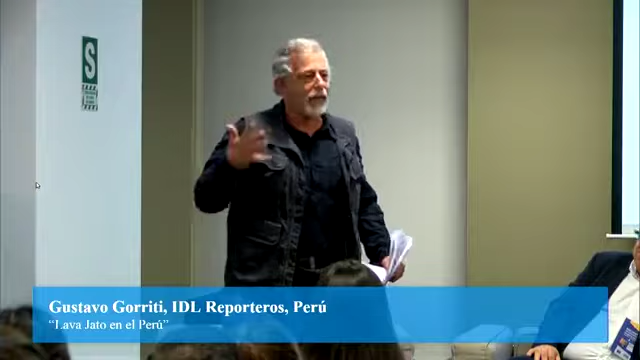 S
Gustavo Gorriti, IDL Reporteros, Perú
“Lava Jato en el Perú”